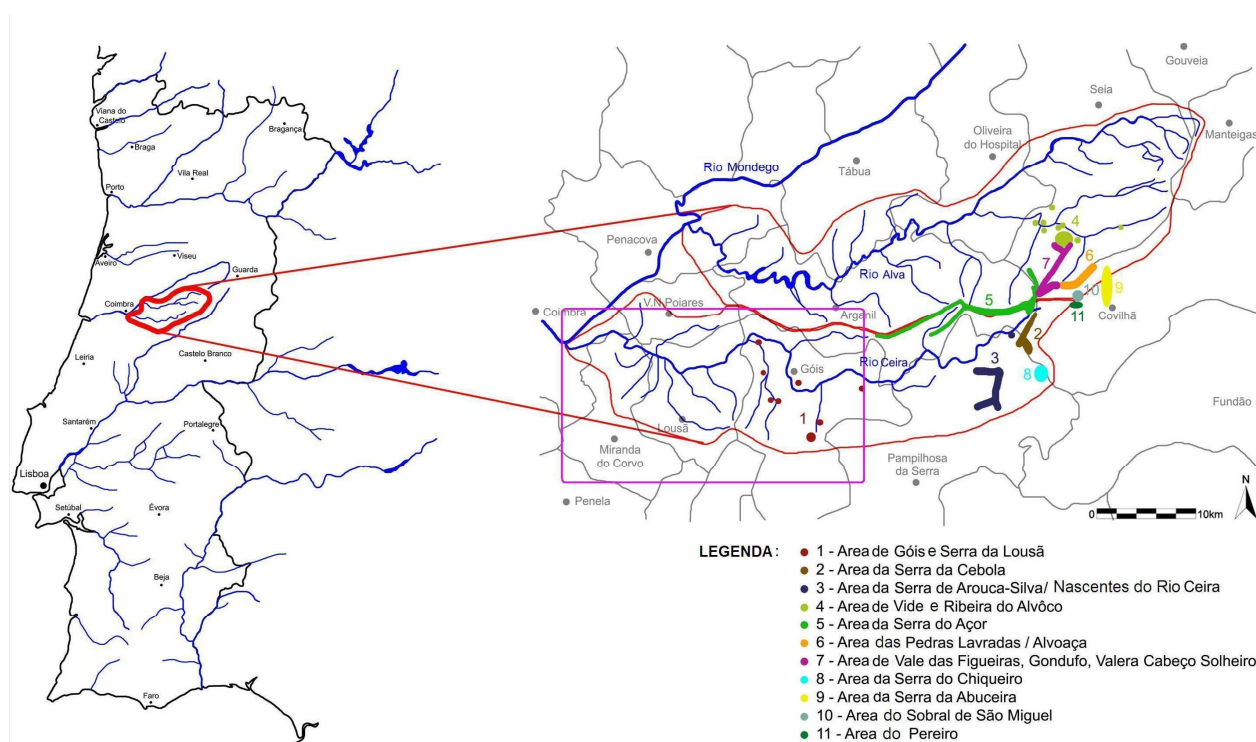 Viana do
Castelo
Bragança
Braga
Vila Real
Porto
Aveiro
Viseu
Guarda
Coimbra
Leiria
Castelo Branco
Santarém
Portalegre
Lisboa
Setúbal
Évora
Beja
Faro
Gouveia
Seia
Manteigas
Oliveira
do Hospital
Rio Mondego
Tábua
Penacova
4
7
6
Rio Alva
10
9
V.N.Poiares
5
Coimbra
Arganil
11
Covilhã
2
Rio Ceira
3
8
Góis
Fundão
1
Lousã
Miranda
do Corvo
Pampilhosa
da Serra
Penela
N
0 10km
LEGENDA:
1 - Area de Góis e Serra da Lousã
2 - Area da Serra da Cebola
3 - Area da Serra de Arouca-Silva/ Nascentes do Rio Ceira
4 - Area de Vide e Ribeira do Alvôco
5 - Area da Serra do Açor
6 - Area das Pedras Lavradas / Alvoaça
7 - Area de Vale das Figueiras, Gondufo, Valera Cabeço Solheiro
8 - Area da Serra do Chiqueiro
9 - Area da Serra da Abuceira
10 - Area do Sobral de São Miguel
11 - Area do Pereiro